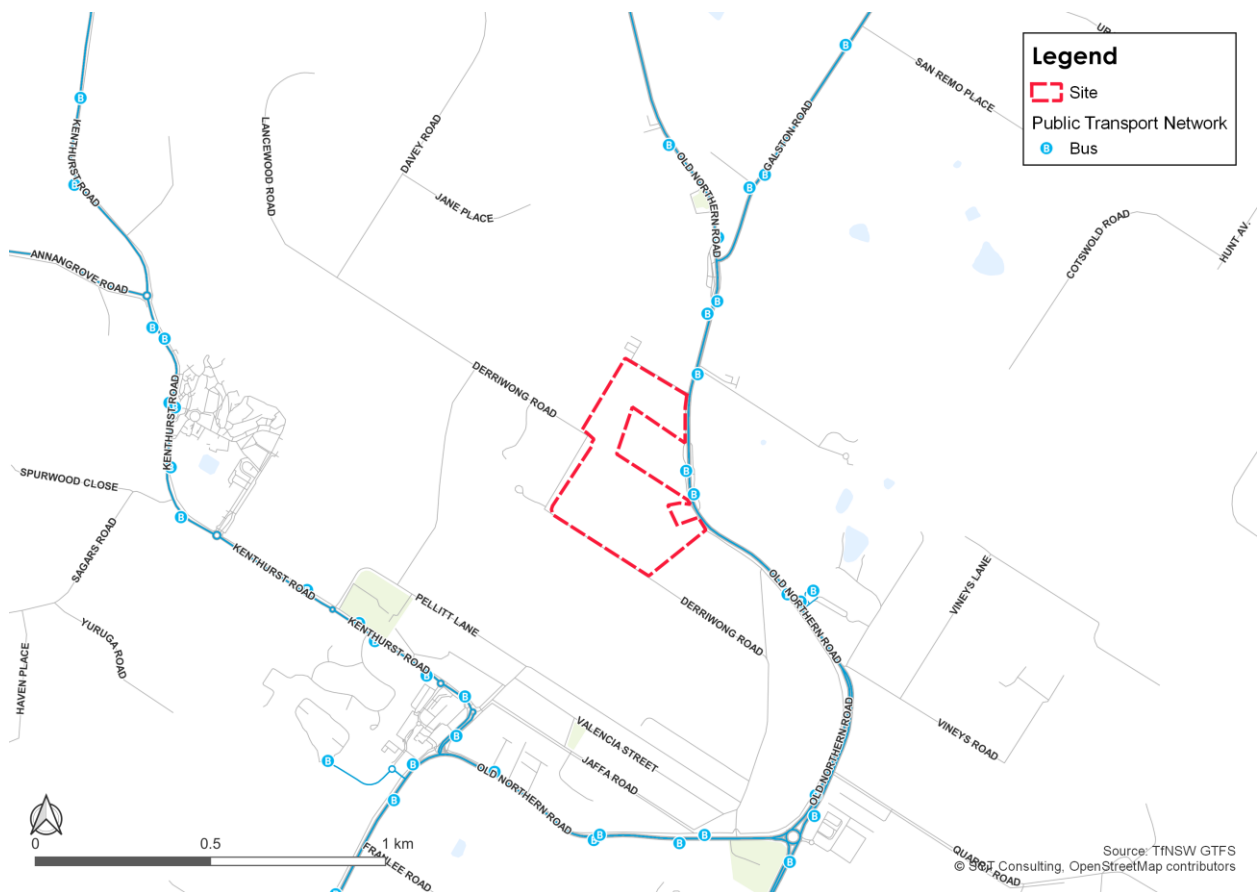 UP
Legend
Site
Public Transport Network
B Bus
SAN REMO PLACE
GALSTON ROAD
OLD NORTHERN ROAD
KENTHURST ROAD
LANCEWOOD ROAD
DAVEY ROAD
JANE PLACE
COTSWOLD ROAD
HUNT AV.
ANNANGROVE ROAD
DERRIWONG ROAD
KENTHURST ROAD
SPURWOOD CLOSE
SAGARS ROAD
KENTHURST ROAD
YURUGA ROAD
HAVEN PLACE
PELLITT LANE
KENTHURST ROAD
DERRIWONG ROAD
OLD NORTHERN ROAD
VINEYS LANE
VINEYS ROAD
VALENCIA STREET
JAFFA ROAD
OLD NORTHERN ROAD
OLD NORTHERN ROAD
QUARRY ROAD
FRANLEE ROAD
0 0.5 1 km
Source: TfNSW GTFS
© SCT Consulting, OpenStreetMap contributors